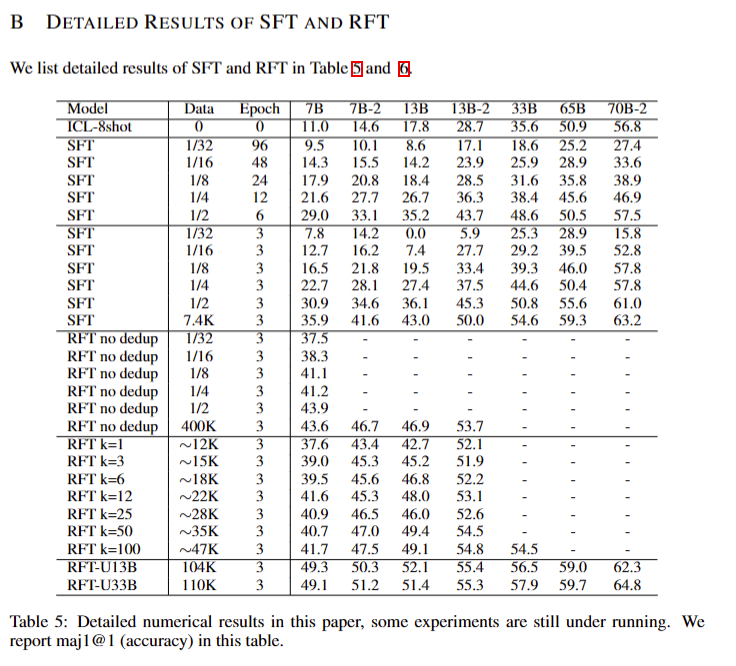 B DETAILED RESULTS OF SFT AND RFT
We list detailed results of SFT and RFT in Table 5 and 6.
Model Data Epoch 7B 7B-2 13B 13B-2 33B 65B 70B-2
ICL-8shot 0 0 11.0 14.6 17.8 28.7 35.6 50.9 56.8
SFT 1/32 96 9.5 10.1 8.6 17.1 18.6 25.2 27.4
SFT 1/16 48 14.3 15.5 14.2 23.9 25.9 28.9 33.6
SFT 1/8 24 17.9 20.8 18.4 28.5 31.6 35.8 38.9
SFT 1/4 12 21.6 27.7 26.7 36.3 38.4 45.6 46.9
SFT 1/2 6 29.0 33.1 35.2 43.7 48.6 50.5 57.5
SFT 1/32 3 7.8 14.2 0.0 5.9 25.3 28.9 15.8
SFT 1/16 3 12.7 16.2 7.4 27.7 29.2 39.5 52.8
SFT 1/8 3 16.5 21.8 19.5 33.4 39.3 46.0 57.8
SFT 1/4 3 22.7 28.1 27.4 37.5 44.6 50.4 57.8
SFT 1/2 3 30.9 34.6 36.1 45.3 50.8 55.6 61.0
SFT 7.4K 3 35.9 41.6 43.0 50.0 54.6 59.3 63.2
RFT no dedup 1/32 3 37.5 - - - - - -
RFT no dedup 1/16 3 38.3 - - - - - -
RFT no dedup 1/8 3 41.1 - - - - - -
RFT no dedup 1/4 3 41.2 - - - - - -
RFT no dedup 1/2 3 43.9 - - - - - -
RFT no dedup 400K 3 43.6 46.7 46.9 53.7 - - -
RFT k=1 ~12K 3 37.6 43.4 42.7 52.1 - - -
RFT k=3 ~15K 3 39.0 45.3 45.2 51.9 - - -
RFT k=6 ~18K 3 39.5 45.6 46.8 52.2 - - -
RFT k=12 ~22K 3 41.6 45.3 48.0 53.1 - - -
RFT k=25 ~28K 3 40.9 46.5 46.0 52.6 - - -
RFT k=50 ~35K 3 40.7 47.0 49.4 54.5 - - -
RFT k=100 ~47K 3 41.7 47.5 49.1 54.8 54.5 - -
RFT-U13B 104K 3 49.3 50.3 52.1 55.4 56.5 59.0 62.3
RFT-U33B 110K 3 49.1 51.2 51.4 55.3 57.9 59.7 64.8
Table 5: Detailed numerical results in this paper, some experiments are still under running. We
report maj1@1 (accuracy) in this table.